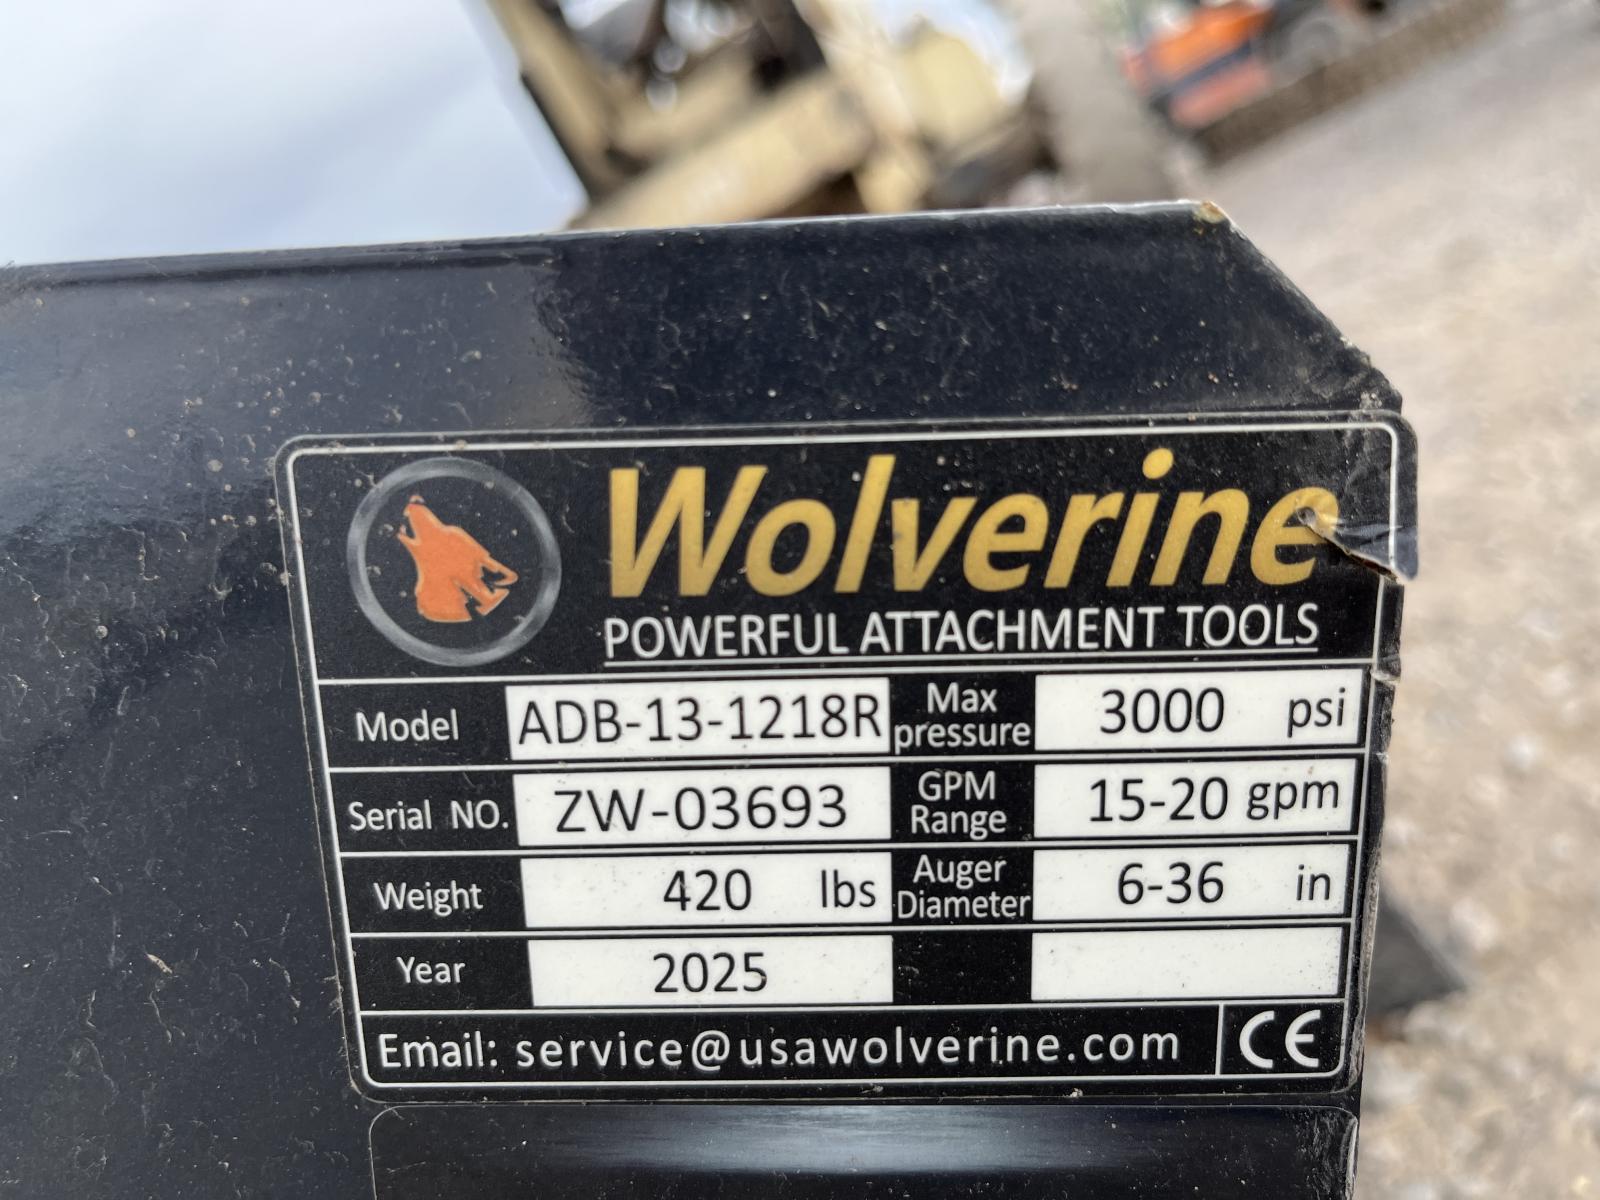 Wolverine
POWERFUL ATTACHMENT TOOLS
Model ADB-13-1218R Max pressure 3000 psi
Serial NO. ZW-03693 GPM Range 15-20 gpm
Weight 420 lbs Auger Diameter 6-36 in
Year 2025
Email: service@usawolverine.com CE